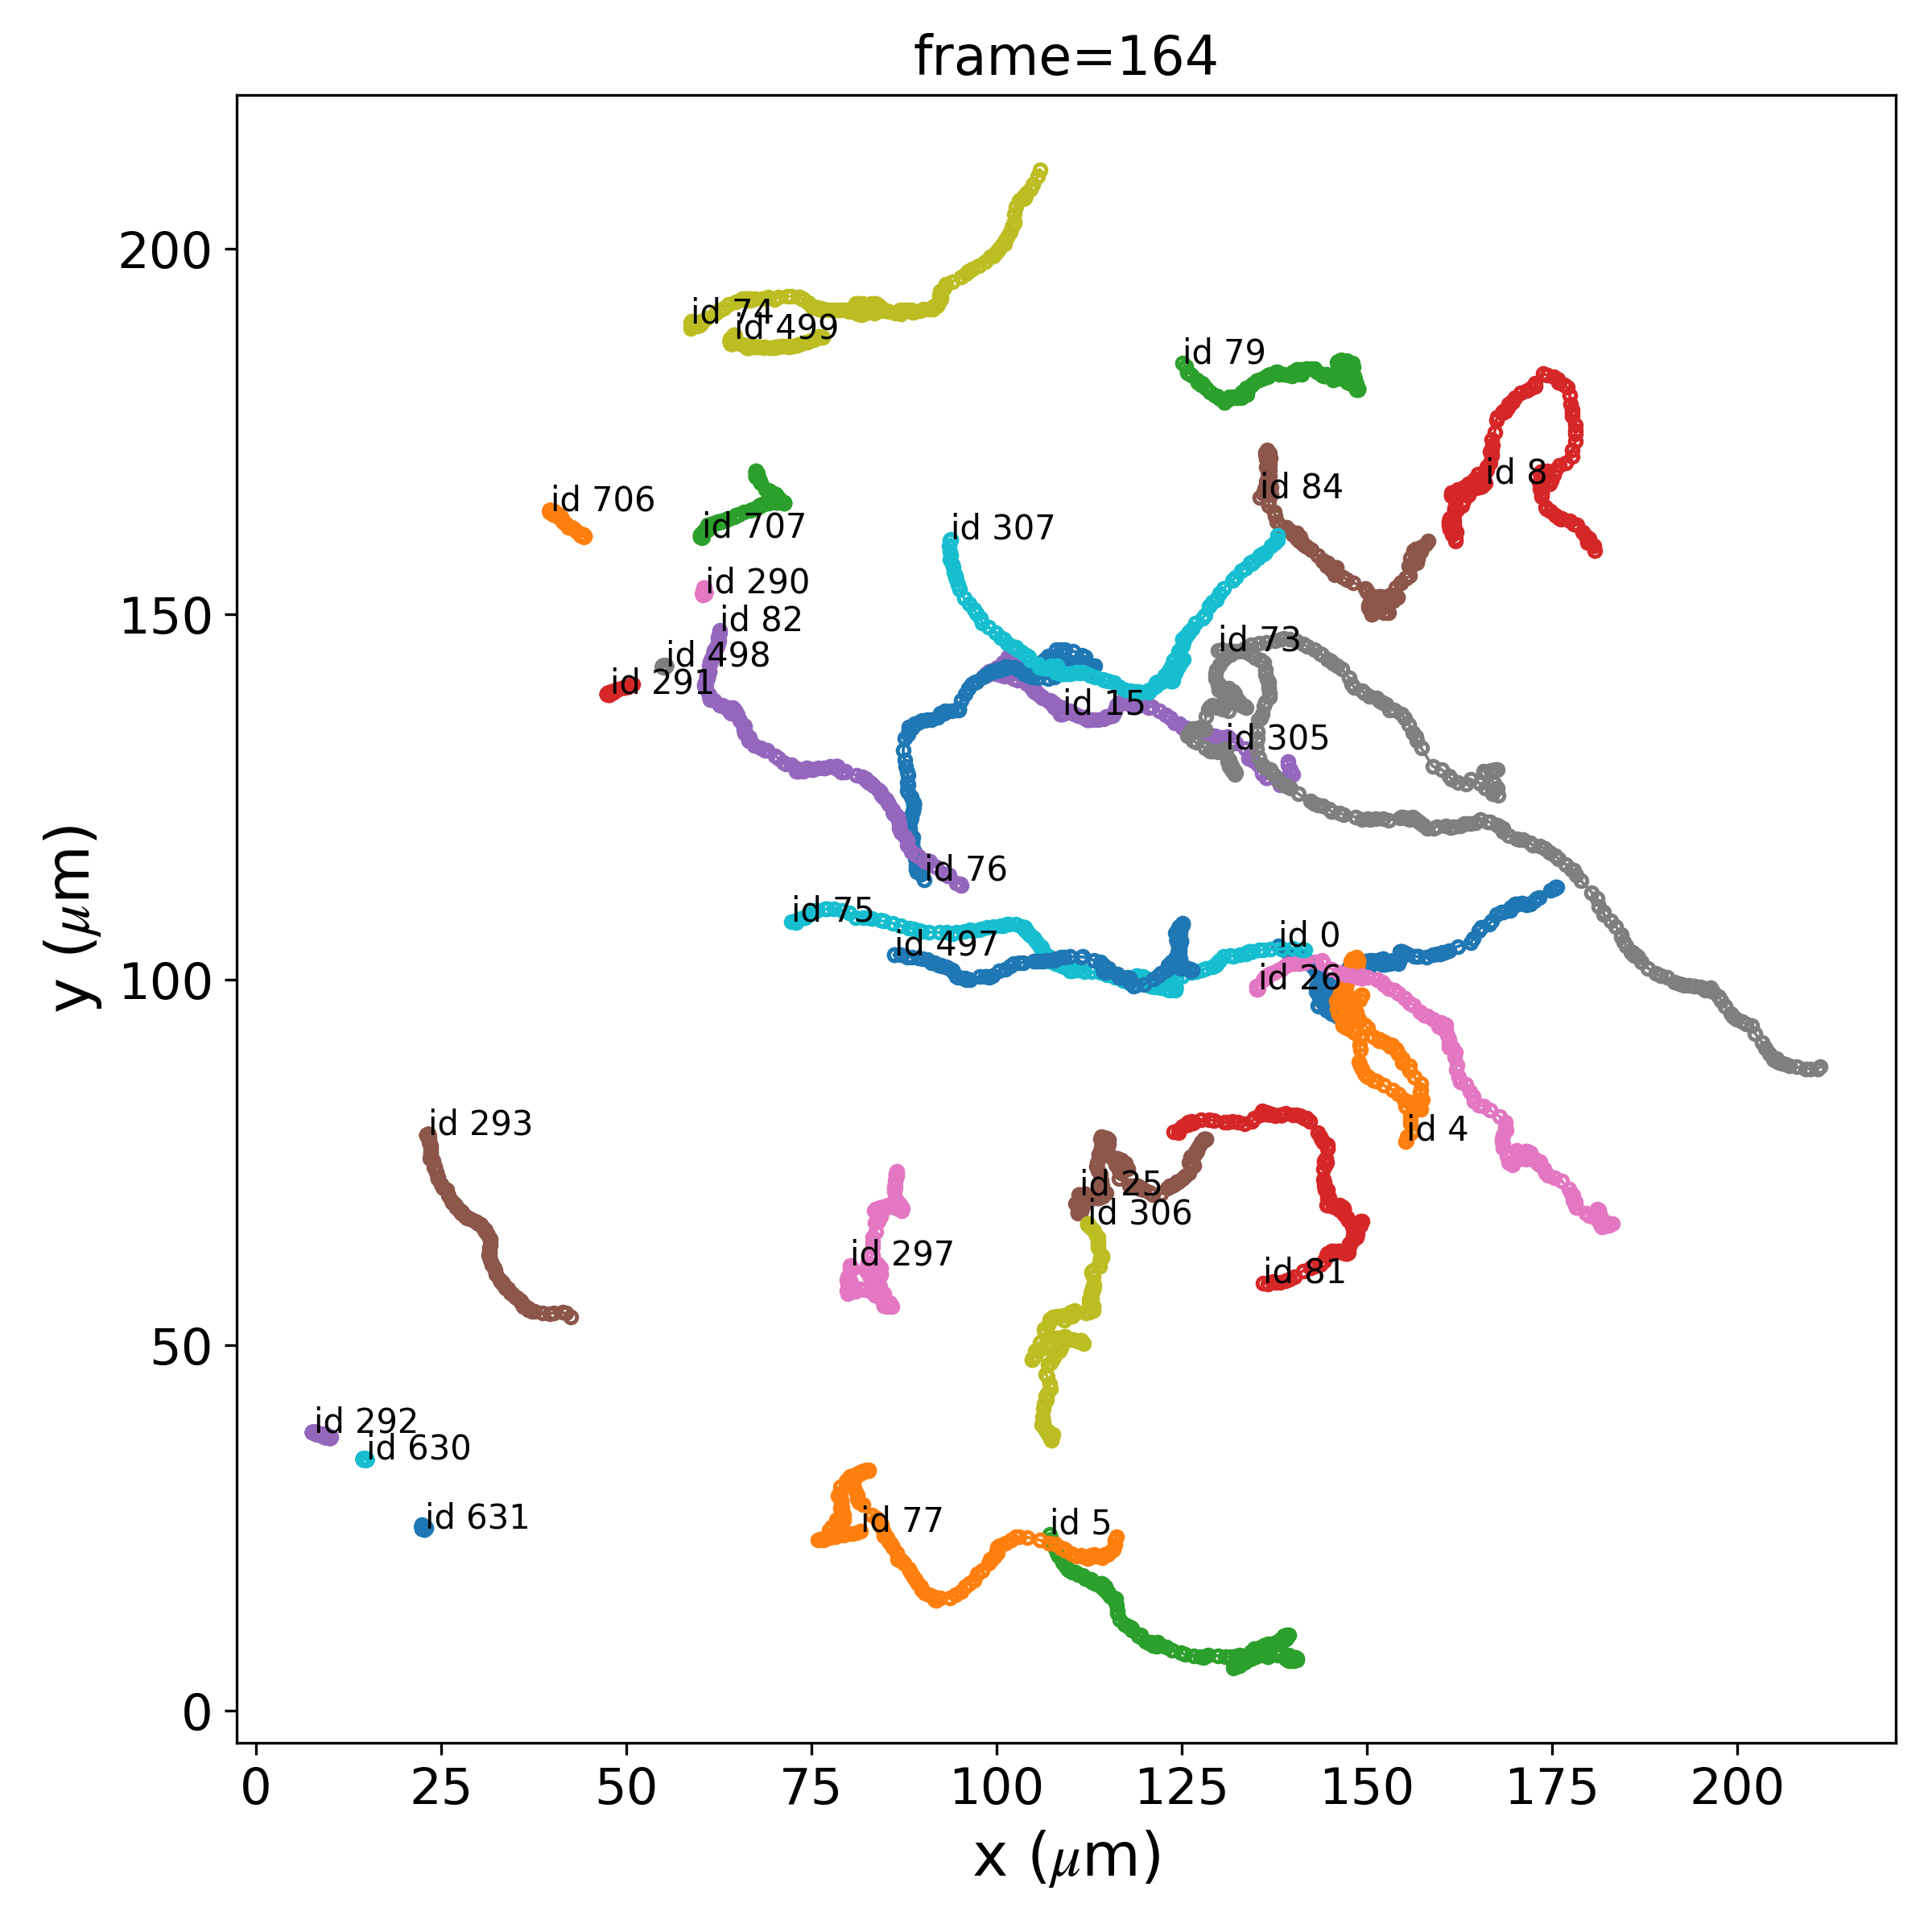 frame=164
y (μm)
200
150
100
50
0
id 74
id 499
id 79
id 8
id 84
id 706
id 707
id 307
id 290
id 82
id 498
id 291
id 73
id 15
id 305
id 76
id 75
id 497
id 0
id 26
id 4
id 293
id 25
id 306
id 297
id 81
id 292
id 630
id 631
id 77
id 5
0 25 50 75 100 125 150 175 200
x (μm)